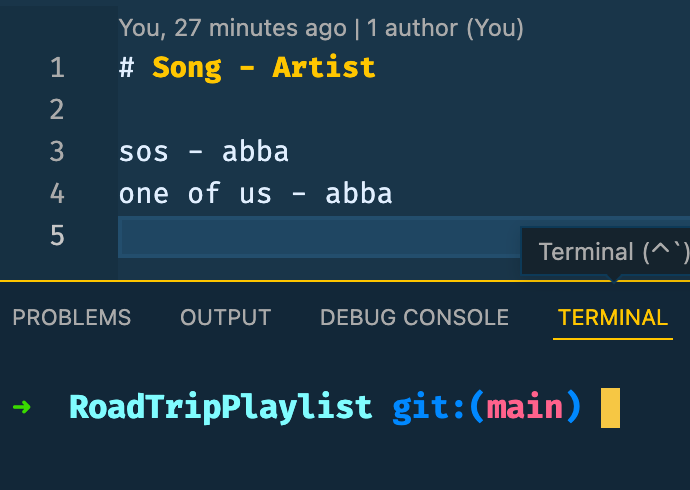 You, 27 minutes ago | 1 author (You)
1 # Song - Artist
2
3 sos - abba
4 one of us - abba
5
Terminal (^`)
PROBLEMS OUTPUT DEBUG CONSOLE TERMINAL
➜ RoadTripPlaylist git:(main)